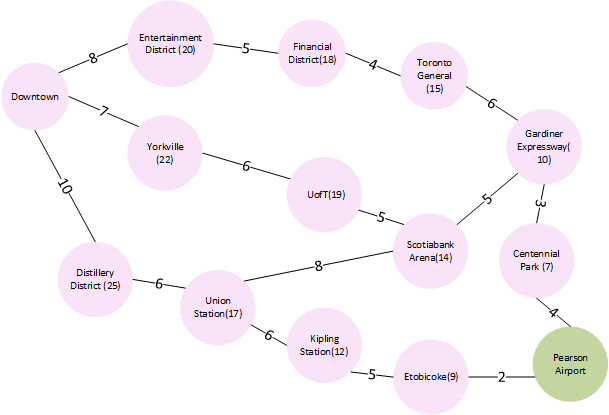 Entertainment
District (20)
8
5
Financial
District(18)
4
Toronto
General
(15)
6
Downtown
7
Yorkville
(22)
6
UofT(19)
5
Gardiner
Expressway(
10)
5
3
10
Scotiabank
Arena(14)
Centennial
Park (7)
Distillery
District (25)
6
8
Union
Station(17)
4
6
Kipling
Station(12)
5
Etobicoke(9)
2
Pearson
Airport